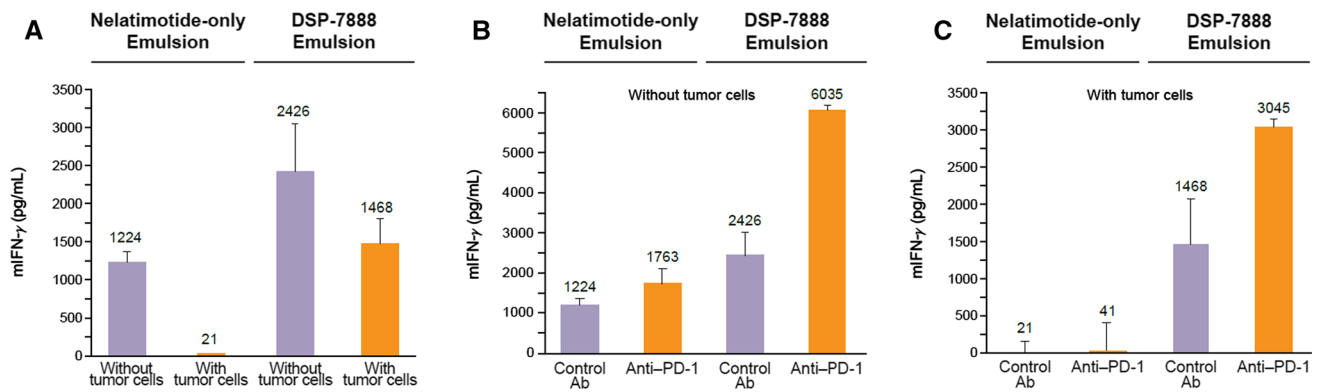 A
Nelatimotide-only
Emulsion
DSP-7888
Emulsion
mIFN-γ (pg/mL)
3500
3000
2500
2000
1500
1000
500
0
1224
21
2426
1468
Without
tumor cells
With
tumor cells
Without
tumor cells
With
tumor cells
B
Nelatimotide-only
Emulsion
DSP-7888
Emulsion
Without tumor cells
mIFN-γ (pg/mL)
6000
5000
4000
3000
2000
1000
0
1224
1763
2426
6035
Control
Ab
Anti–PD-1
Control
Ab
Anti–PD-1
C
Nelatimotide-only
Emulsion
DSP-7888
Emulsion
With tumor cells
mIFN-γ (pg/mL)
3500
3000
2500
2000
1500
1000
500
0
21
41
1468
3045
Control
Ab
Anti–PD-1
Control
Ab
Anti–PD-1